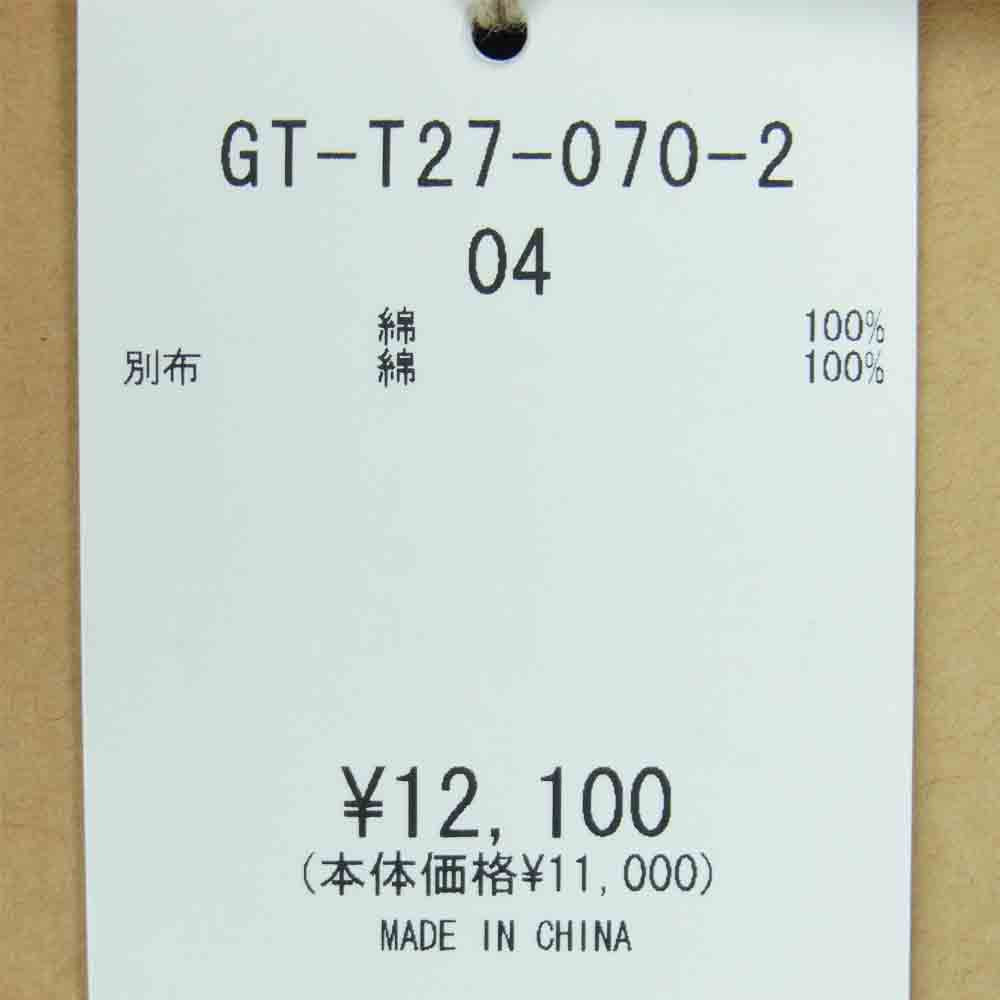 GT-T27-070-2
04
綿 100%
別布 綿 100%
¥12,100
(本体価格¥11,000)
MADE IN CHINA